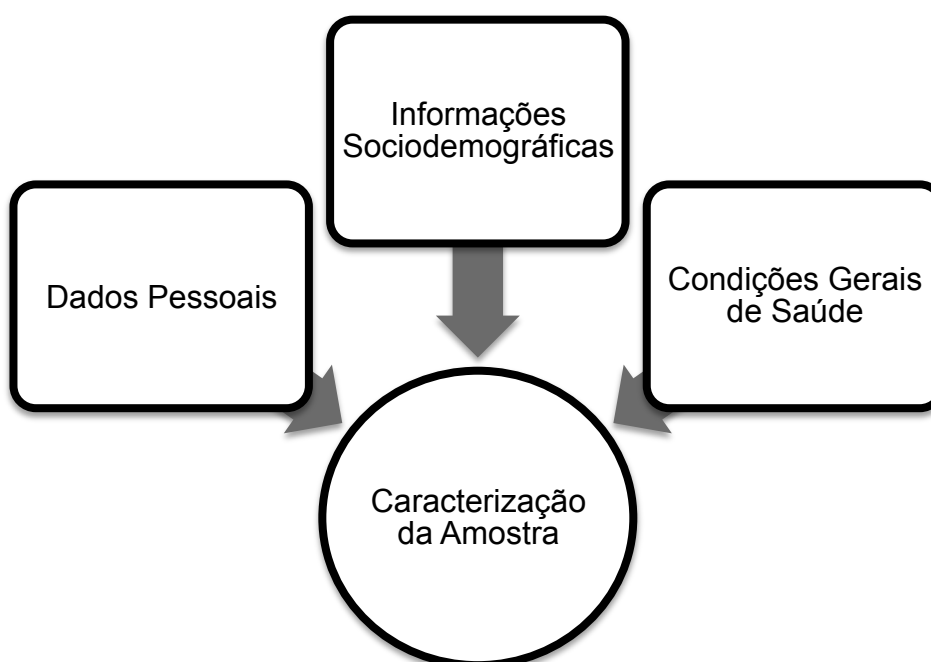 Informações
Sociodemográficas
Dados Pessoais
Condições Gerais
de Saúde
Caracterização
da Amostra